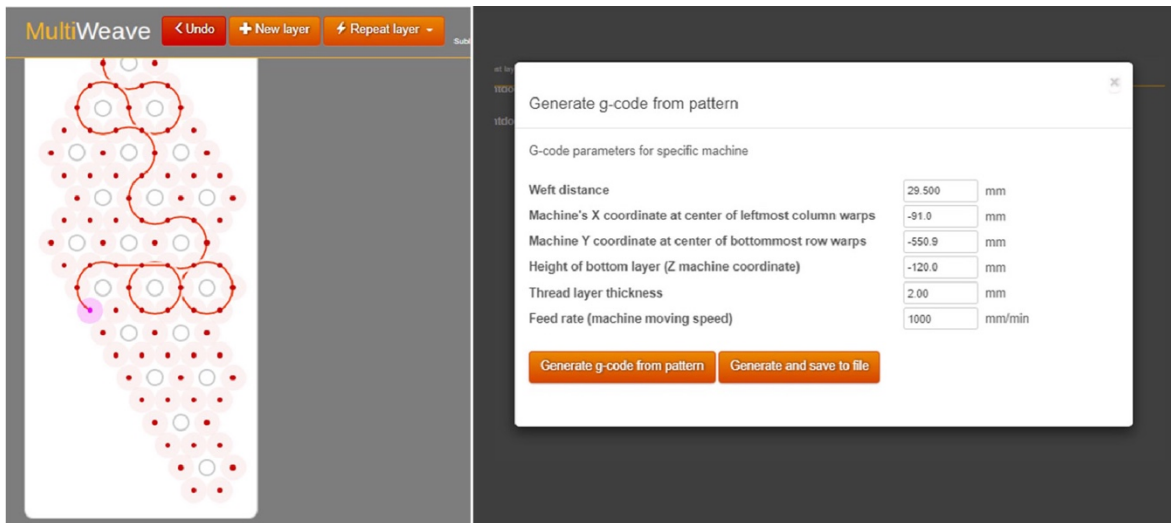 MultiWeave
Undo
New layer
Repeat layer
Generate g-code from pattern
G-code parameters for specific machine
Weft distance 29.500 mm
Machine's X coordinate at center of leftmost column warps -91.0 mm
Machine Y coordinate at center of bottommost row warps -550.9 mm
Height of bottom layer (Z machine coordinate) -120.0 mm
Thread layer thickness 2.00 mm
Feed rate (machine moving speed) 1000 mm/min
Generate g-code from pattern Generate and save to file